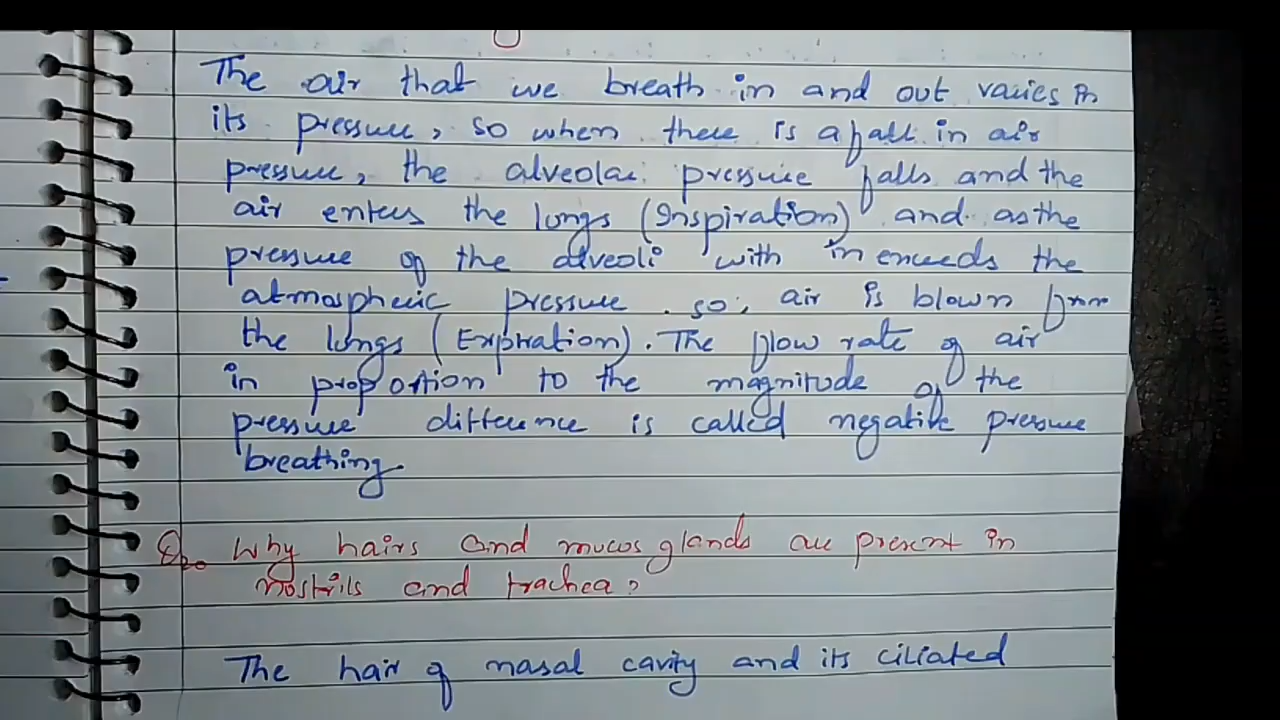 The air that we breath in and out varies in
its pressure, so when there is a fall in air
pressure, the alveolar pressure falls and the
air enters the lungs (Inspiration) and as the
pressure of the alveoli with in exceeds the
atmospheric pressure. so, air is blown from
the lungs (Expiration). The flow rate of air
in proportion to the magnitude of the
pressure difference is called negative pressure
breathing.
Q. Why hairs and mucos glands are present in
nostrils and trachea?
The hair of nasal cavity and its ciliated